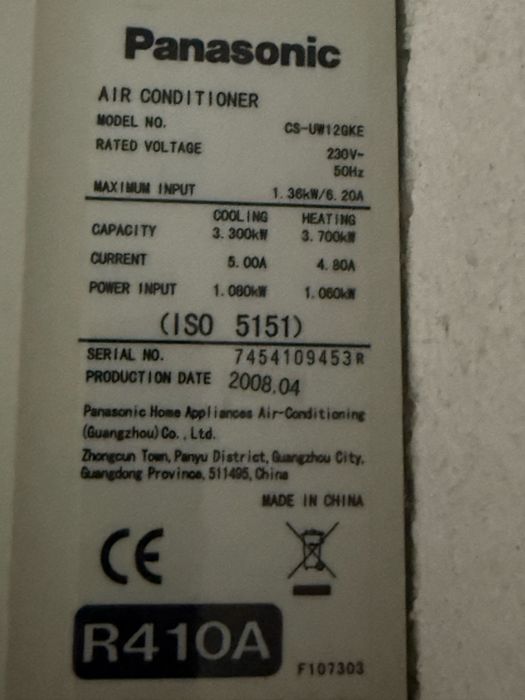 Panasonic
AIR CONDITIONER
MODEL NO. CS-UW12GKE
RATED VOLTAGE 230V~
50Hz
MAXIMUM INPUT 1.36kW/6.20A
COOLING HEATING
CAPACITY 3.300kW 3.700kW
CURRENT 5.00A 4.80A
POWER INPUT 1.080kW 1.060kW
(ISO 5151)
SERIAL NO. 7454109453R
PRODUCTION DATE 2008.04
Panasonic Home Appliances Air-Conditioning
(Guangzhou)Co.,Ltd.
Zhongcun Town, Panyu District, Guangzhou City,
Guangdong Province, 511495, China
MADE IN CHINA
CE
R410A
F107303